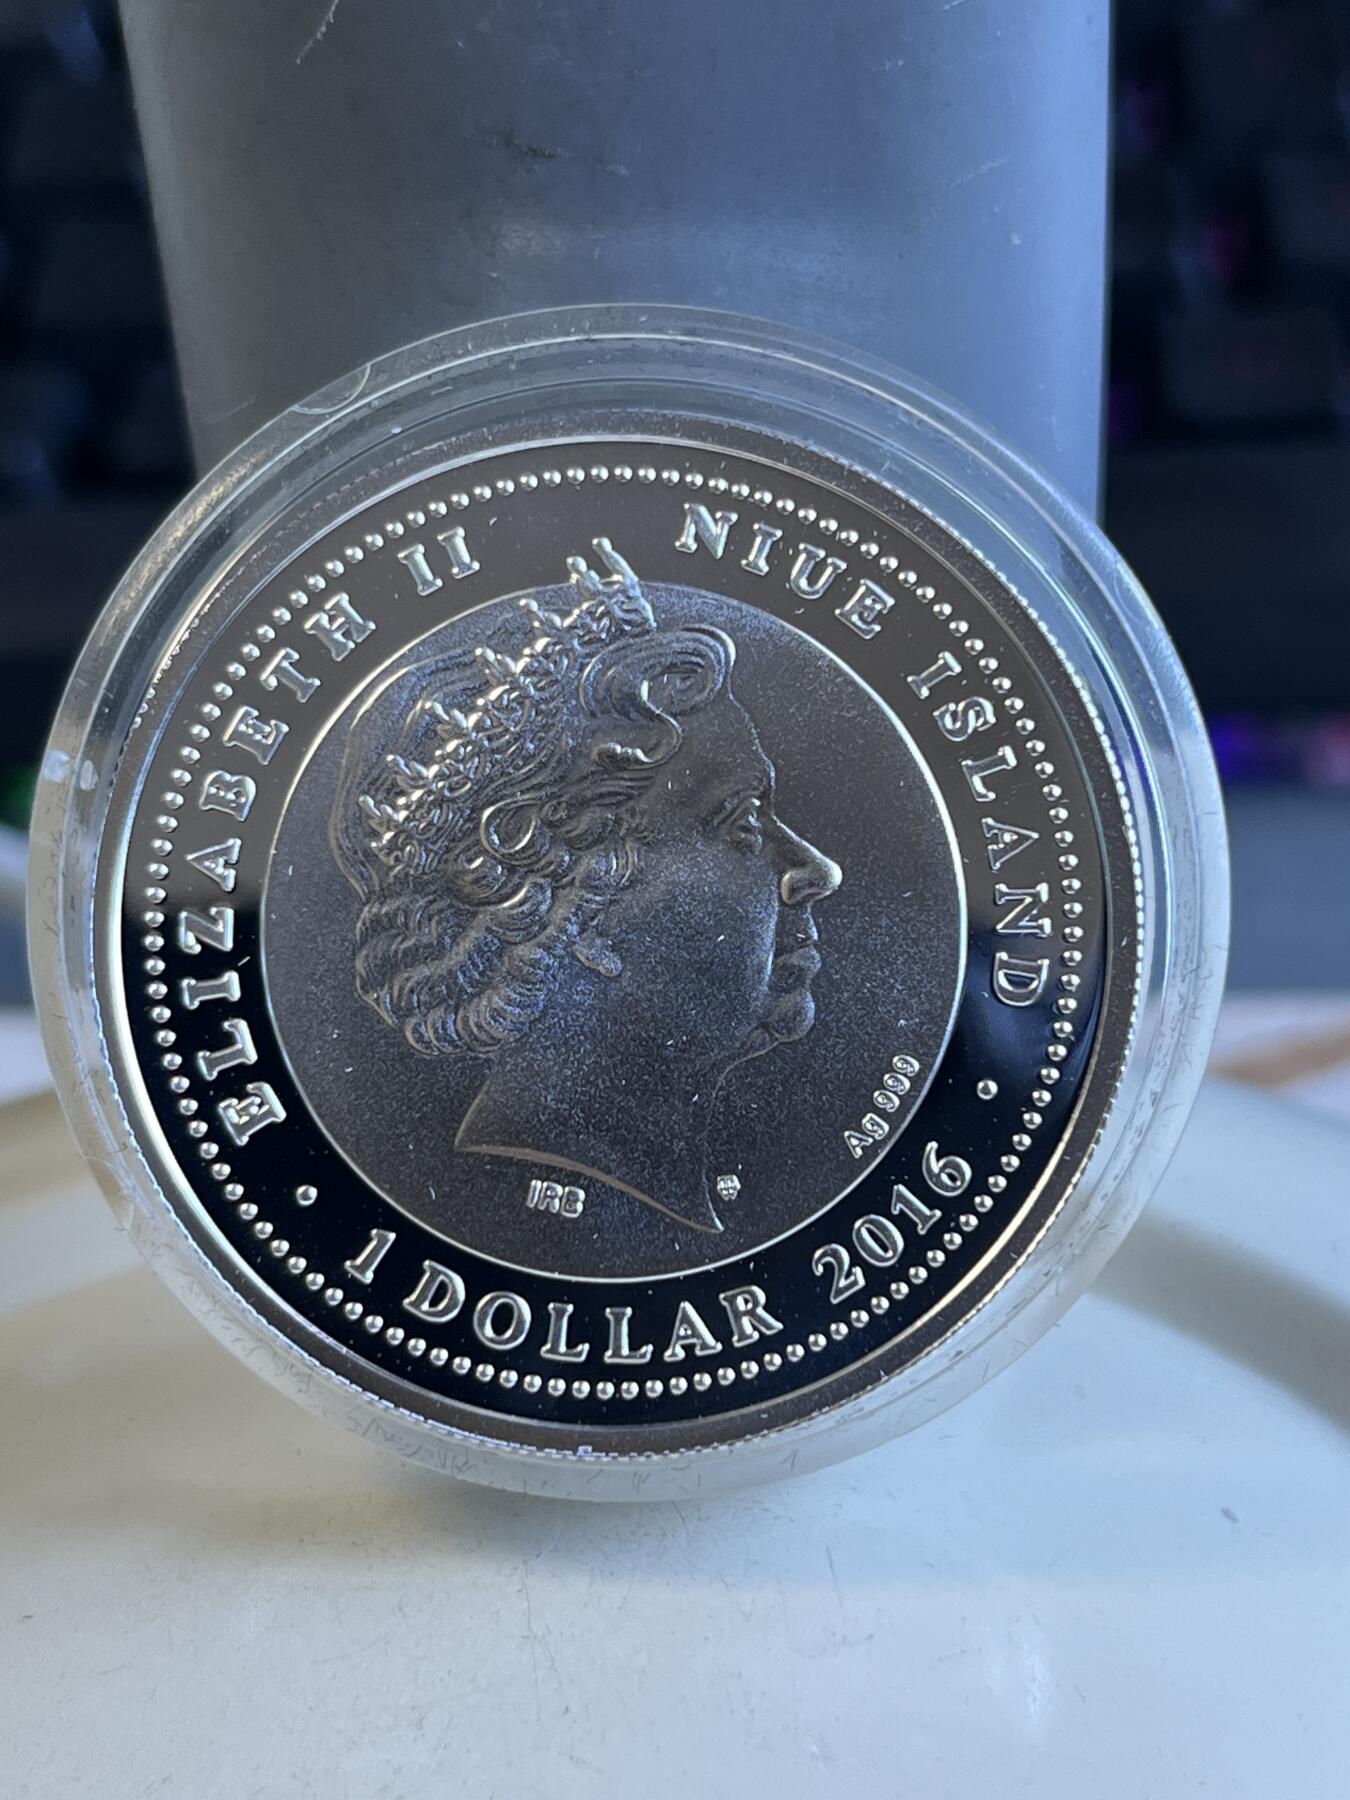 ELIZABETH II
NIUE ISLAND
Ag 999
IRB
• 1 DOLLAR 2016 •